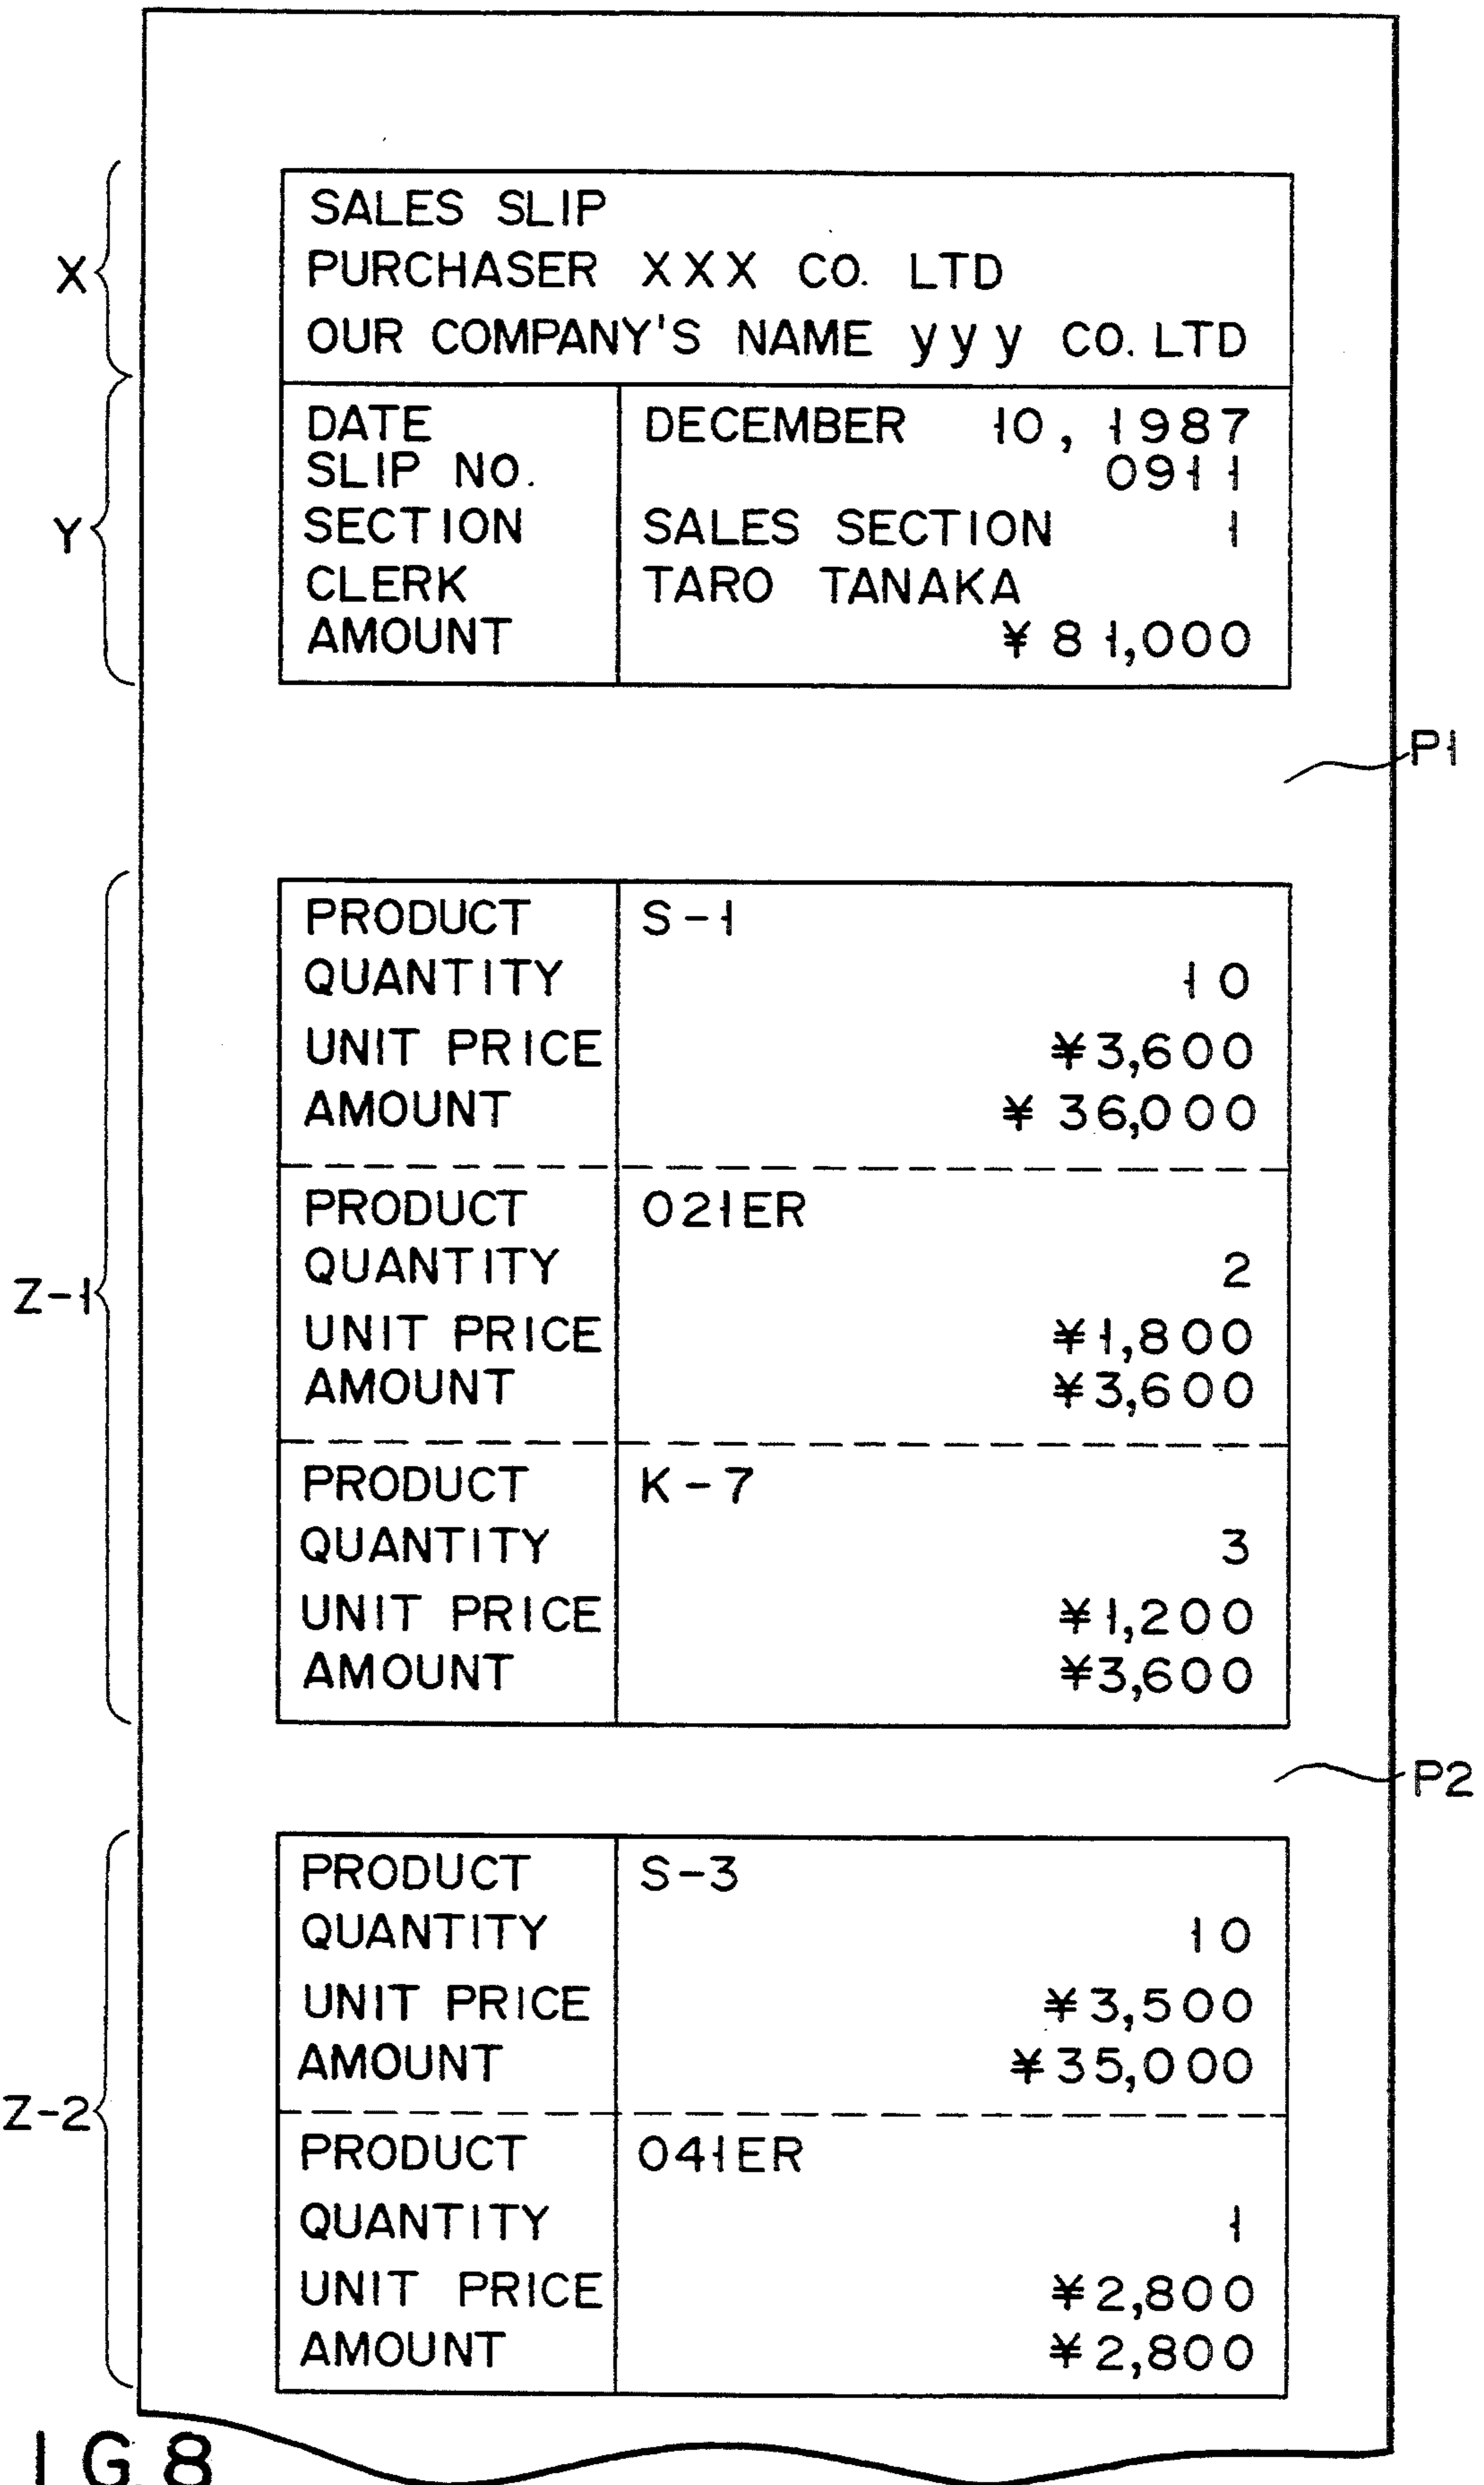 SALES SLIP
PURCHASER XXX CO. LTD
OUR COMPANY'S NAME yyy CO. LTD
X
DATE DECEMBER 10, 1987
SLIP NO. 0911
SECTION SALES SECTION 1
Y
CLERK TARO TANAKA
AMOUNT ¥81,000
P1
PRODUCT S-1
QUANTITY 10
UNIT PRICE ¥3,600
AMOUNT ¥36,000
PRODUCT 021ER
QUANTITY 2
Z-1
UNIT PRICE ¥1,800
AMOUNT ¥3,600
PRODUCT K-7
QUANTITY 3
UNIT PRICE ¥1,200
AMOUNT ¥3,600
P2
PRODUCT S-3
QUANTITY 10
UNIT PRICE ¥3,500
AMOUNT ¥35,000
Z-2
PRODUCT 041ER
QUANTITY 1
UNIT PRICE ¥2,800
AMOUNT ¥2,800
IG.8